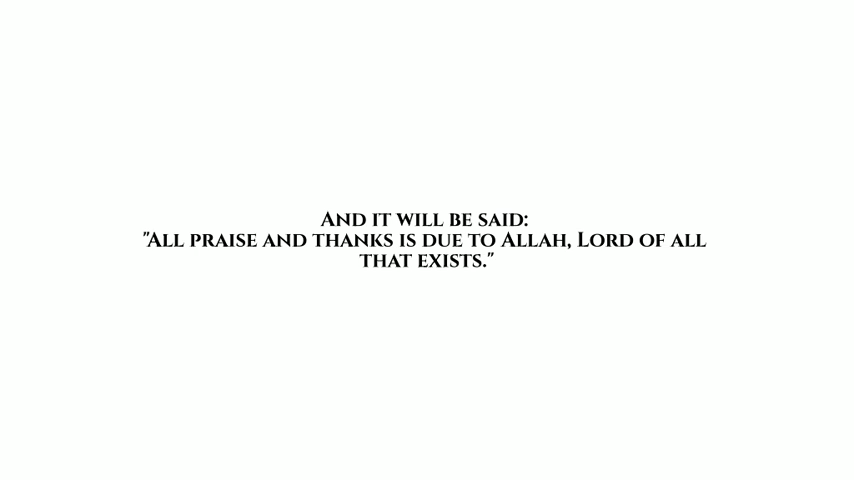 And it will be said:
"All praise and thanks is due to Allah, Lord of all
that exists."